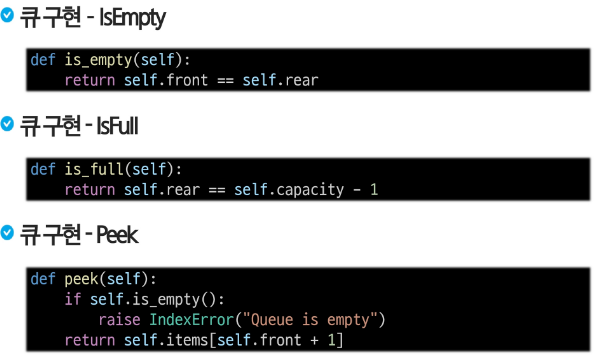 큐 구현 - IsEmpty
def is_empty(self):
    return self.front == self.rear
큐 구현 - IsFull
def is_full(self):
    return self.rear == self.capacity - 1
큐 구현 - Peek
def peek(self):
    if self.is_empty():
        raise IndexError("Queue is empty")
    return self.items[self.front + 1]